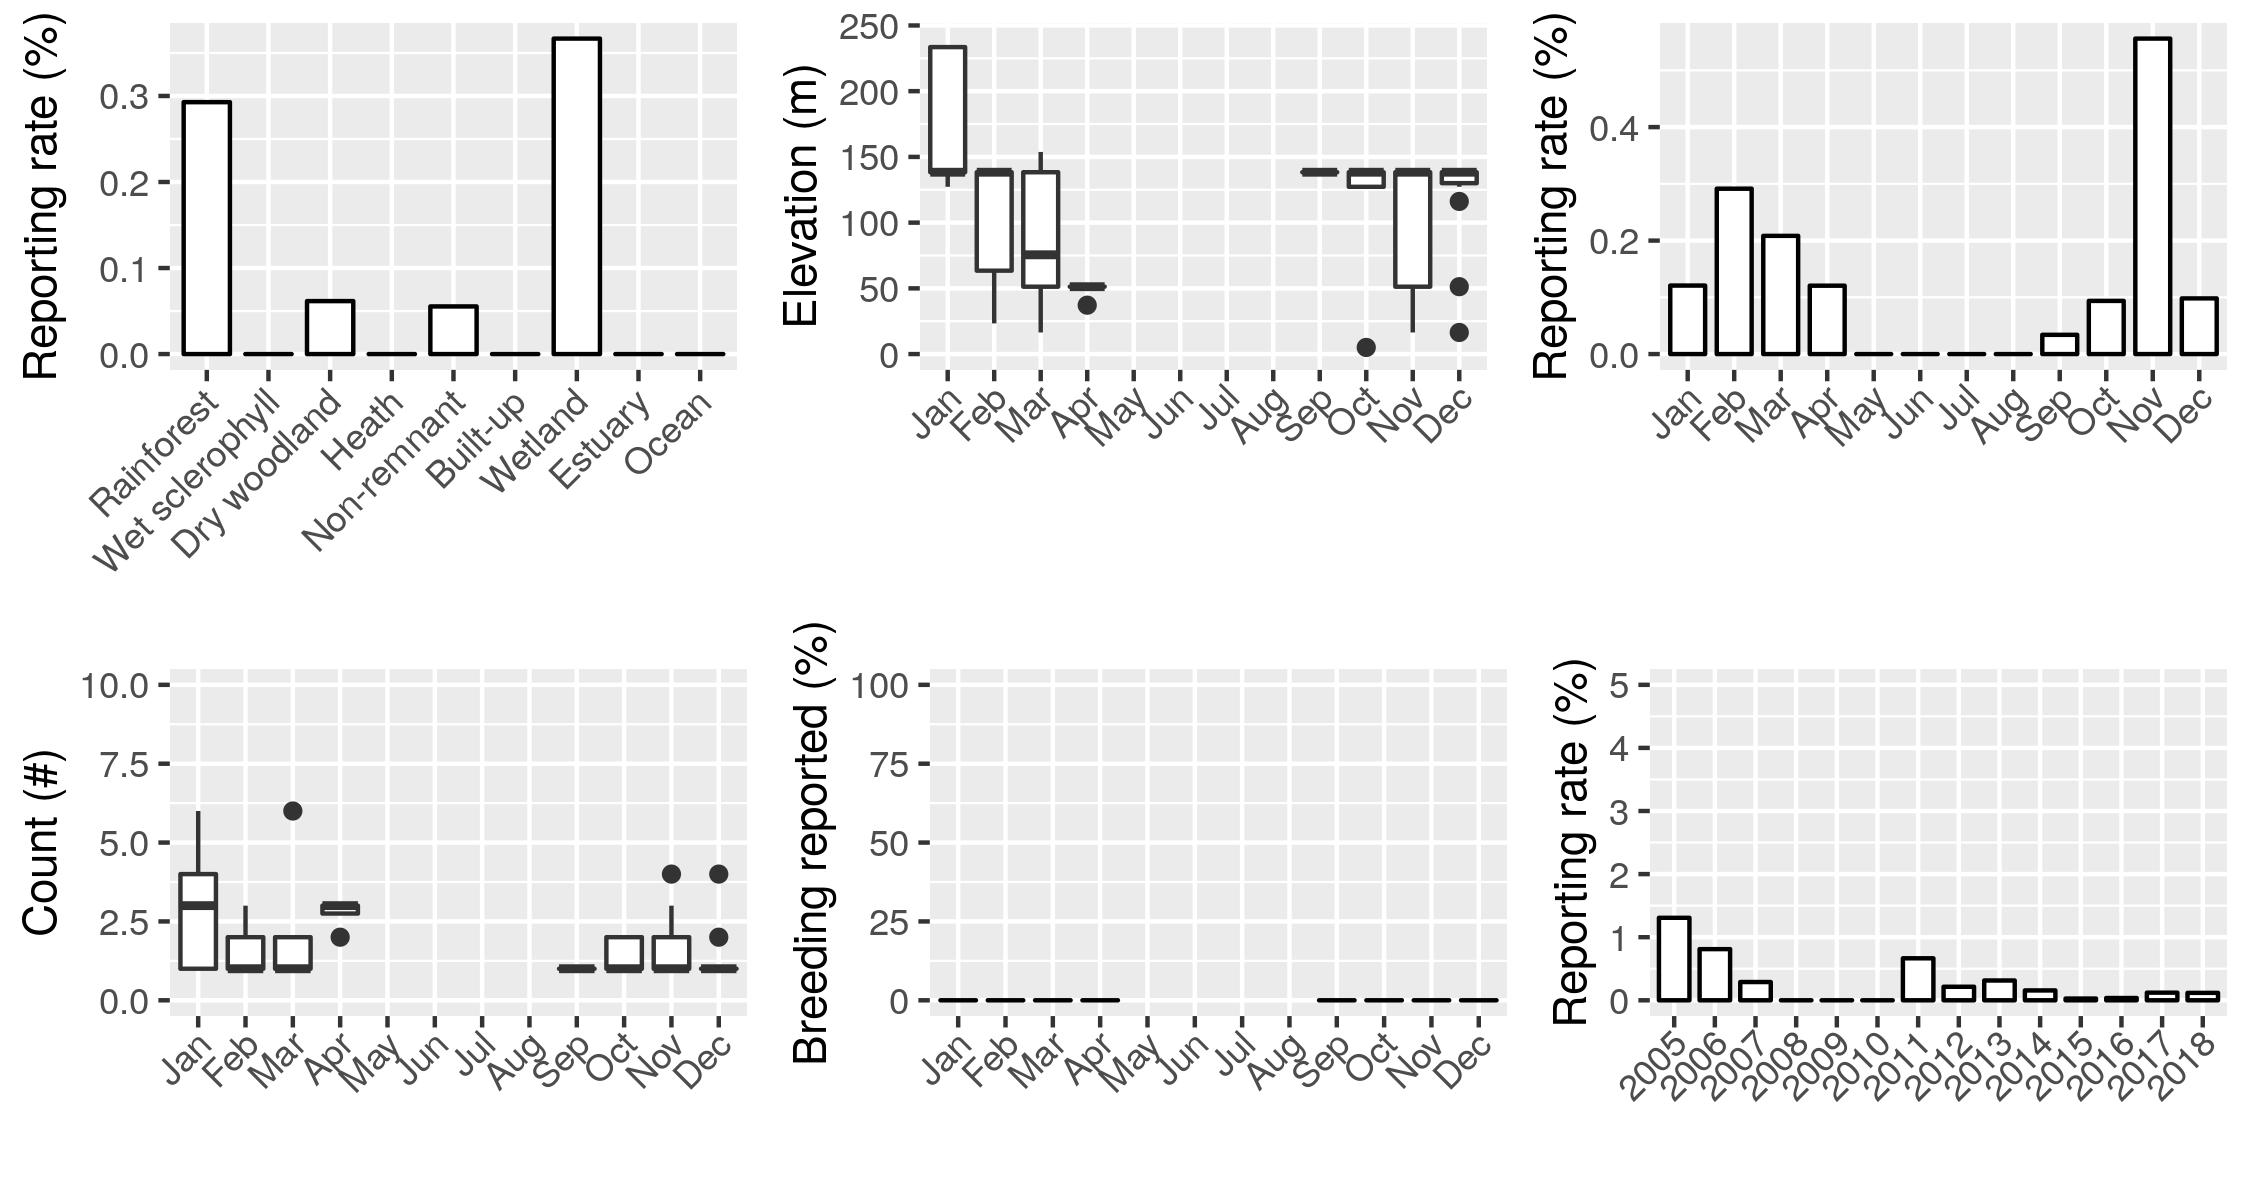 Reporting rate (%)
0.3
0.2
0.1
0.0
Rainforest
Wet sclerophyll
Dry woodland
Heath
Non-remnant
Built-up
Wetland
Estuary
Ocean
Elevation (m)
250
200
150
100
50
0
Jan
Feb
Mar
Apr
May
Jun
Jul
Aug
Sep
Oct
Nov
Dec
Reporting rate (%)
0.4
0.2
0.0
Jan
Feb
Mar
Apr
May
Jun
Jul
Aug
Sep
Oct
Nov
Dec
Count (#)
10.0
7.5
5.0
2.5
0.0
Jan
Feb
Mar
Apr
May
Jun
Jul
Aug
Sep
Oct
Nov
Dec
Breeding reported (%)
100
75
50
25
0
Jan
Feb
Mar
Apr
May
Jun
Jul
Aug
Sep
Oct
Nov
Dec
Reporting rate (%)
5
4
3
2
1
0
2005
2006
2007
2008
2009
2010
2011
2012
2013
2014
2015
2016
2017
2018